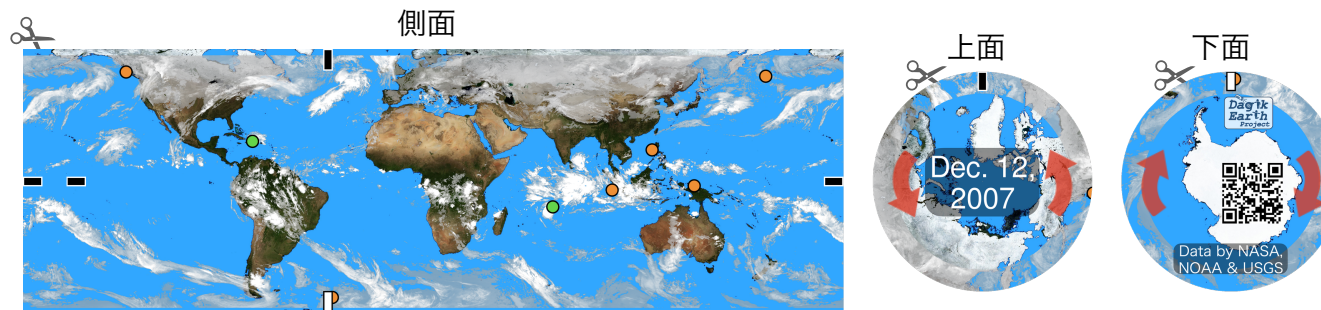 側面
上面
下面
Dec. 12,
2007
Dagik
Earth
Project
Data by NASA,
NOAA & USGS